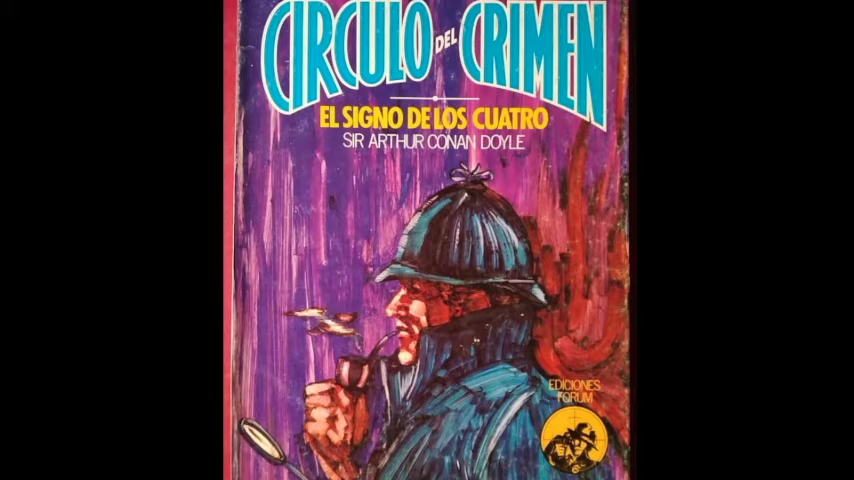 CIRCULO DEL CRIMEN
EL SIGNO DE LOS CUATRO
SIR ARTHUR CONAN DOYLE
EDICIONES
FORUM